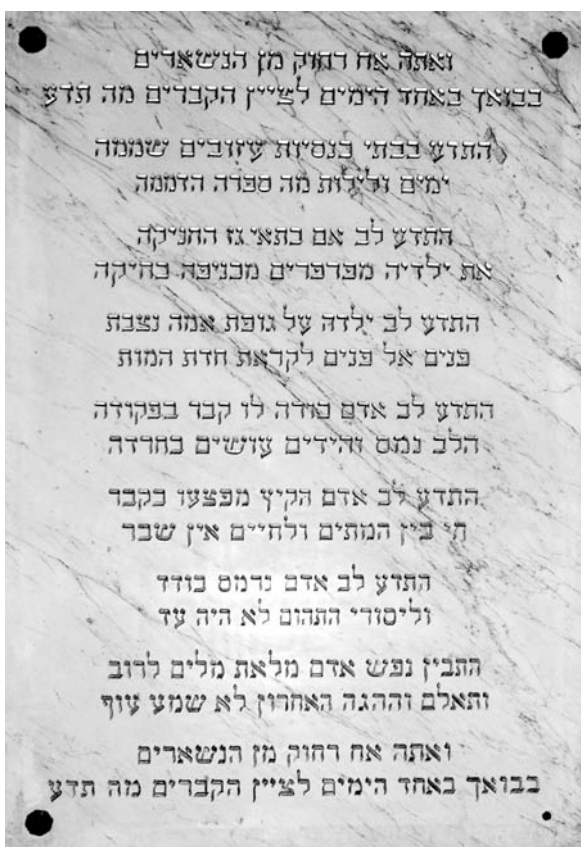 ואתה אח רחוק מן הנשארים
בבואך באחד הימים לציין הקברים מה תדע
התדע בבתי כנסיות עזובים שממה
ימים ולילות מה ספרה הדממה
התדע לב אם בתאי גז החניקה
את ילדיה מפרפרים מכניסה בחיקה
התדע לב ילדה על גופת אמה נצבת
פנים אל פנים לקראת חדת המות
התדע לב אדם כורה לו קבר בפקודה
הלב נמס והידים עושים בחרדה
התדע לב אדם הקיץ מפצעו בקבר
חי בין המתים ולחיים אין שבר
התדע לב אדם נרמס בודד
וליסורי התהום לא היה עד
התבין נפש אדם מלאת מלים לרוב
ותאלם וההגה האחרון לא שמע עוף
ואתה אח רחוק מן הנשארים
בבואך באחד הימים לציין הקברים מה תדע